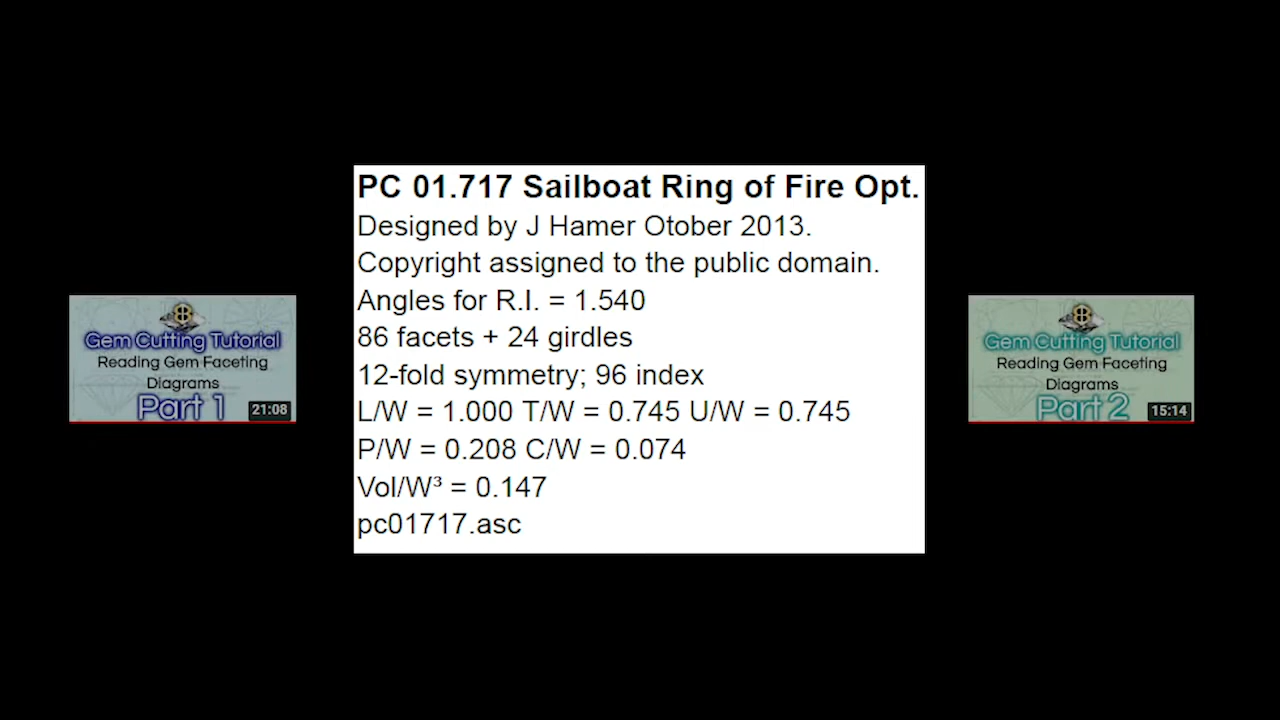 PC 01.717 Sailboat Ring of Fire Opt.
Designed by J Hamer Otober 2013.
Copyright assigned to the public domain.
Angles for R.I. = 1.540
86 facets + 24 girdles
12-fold symmetry; 96 index
L/W = 1.000 T/W = 0.745 U/W = 0.745
P/W = 0.208 C/W = 0.074
Vol/W³ = 0.147
pc01717.asc
Gem Cutting Tutorial
Reading Gem Faceting
Diagrams
Part 1
21:08
Gem Cutting Tutorial
Reading Gem Faceting
Diagrams
Part 2
15:14